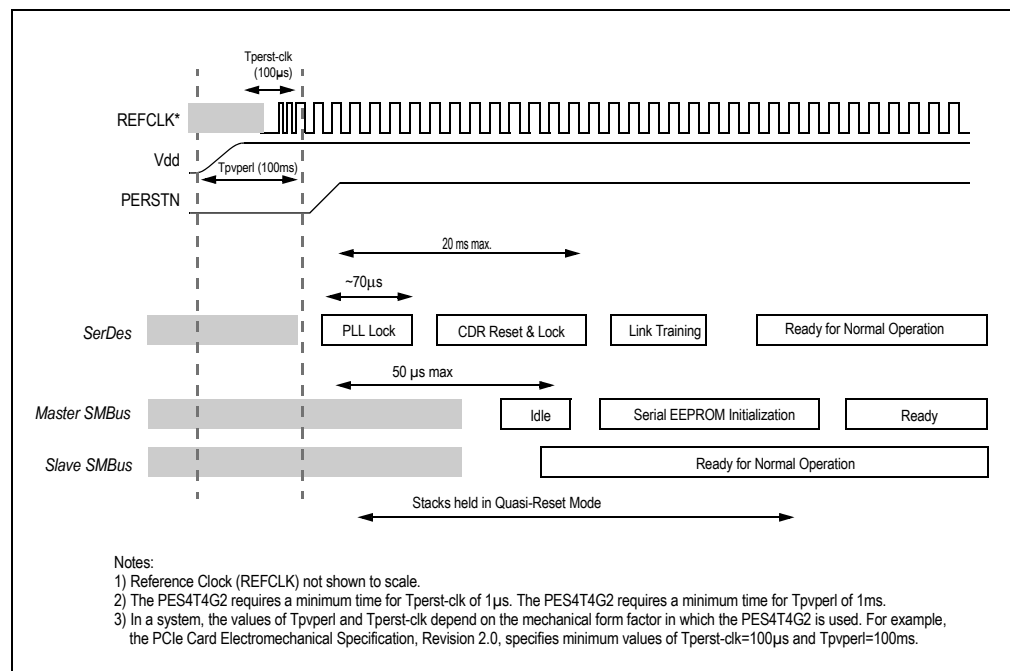 Tperst-clk
(100µs)
REFCLK*
Vdd
Tpvperl (100ms)
PERSTN
20 ms max.
~70µs
SerDes
PLL Lock
CDR Reset & Lock
Link Training
Ready for Normal Operation
50 µs max
Master SMBus
Idle
Serial EEPROM Initialization
Ready
Slave SMBus
Ready for Normal Operation
Stacks held in Quasi-Reset Mode
Notes:
1) Reference Clock (REFCLK) not shown to scale.
2) The PES4T4G2 requires a minimum time for Tperst-clk of 1µs. The PES4T4G2 requires a minimum time for Tpvperl of 1ms.
3) In a system, the values of Tpvperl and Tperst-clk depend on the mechanical form factor in which the PES4T4G2 is used. For example,
the PCIe Card Electromechanical Specification, Revision 2.0, specifies minimum values of Tperst-clk=100µs and Tpvperl=100ms.